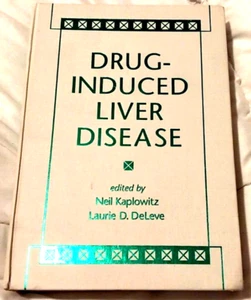 DRUG-
INDUCED
LIVER
DISEASE
edited by
Neil Kaplowitz
Laurie D. DeLeve